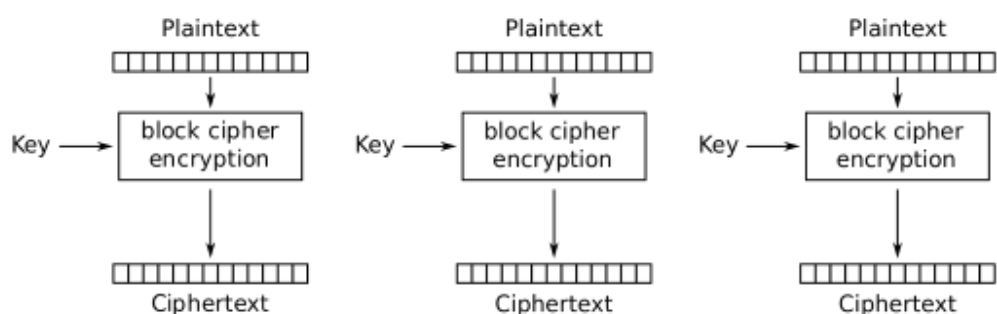 Plaintext
Plaintext
Plaintext
Key
block cipher
encryption
Key
block cipher
encryption
Key
block cipher
encryption
Ciphertext
Ciphertext
Ciphertext